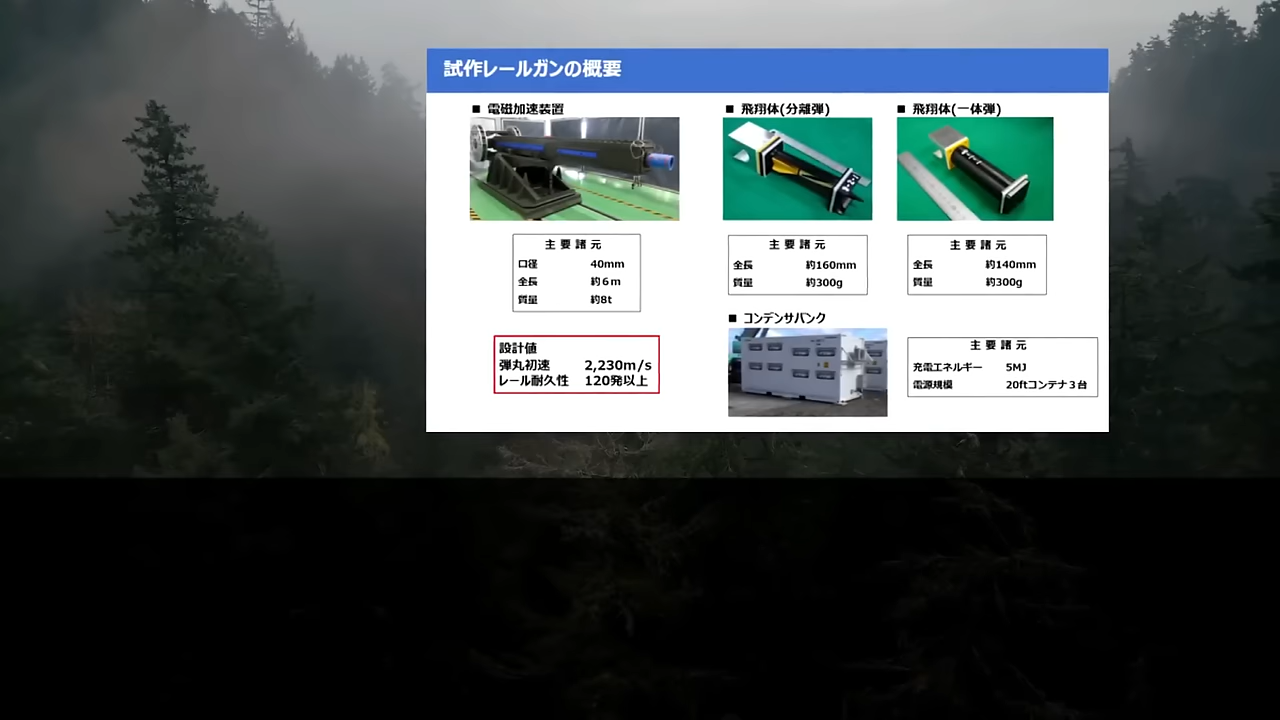 試作レールガンの概要
■ 電磁加速装置
主要諸元
口径 40mm
全長 約6m
質量 約8t
設計値
弾丸初速 2,230m/s
レール耐久性 120発以上
■ 飛翔体(分離弾)
主要諸元
全長 約160mm
質量 約300g
■ 飛翔体(一体弾)
主要諸元
全長 約140mm
質量 約300g
■ コンデンサバンク
主要諸元
充電エネルギー 5MJ
電源規模 20ftコンテナ3台